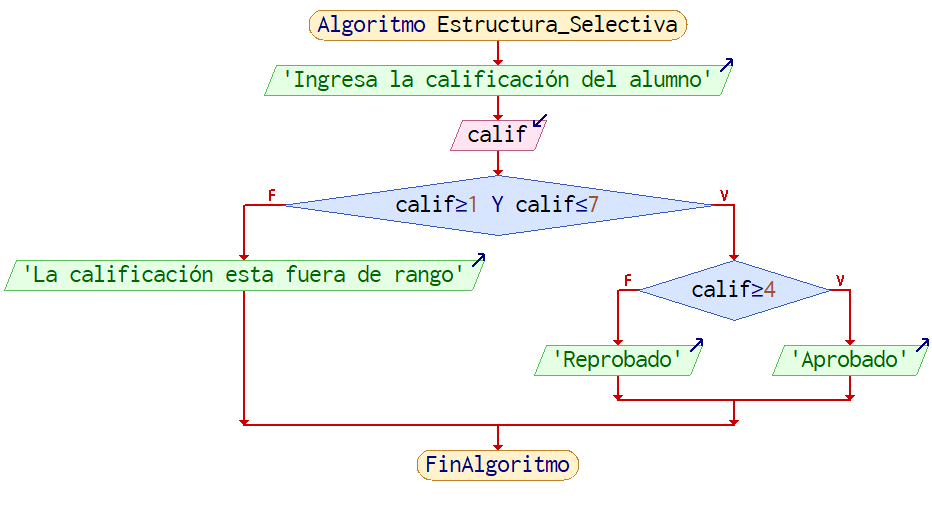 Algoritmo Estructura_Selectiva
'Ingresa la calificación del alumno'
calif
calif≥1 Y calif≤7
F
V
'La calificación esta fuera de rango'
calif≥4
F
V
'Reprobado'
'Aprobado'
FinAlgoritmo